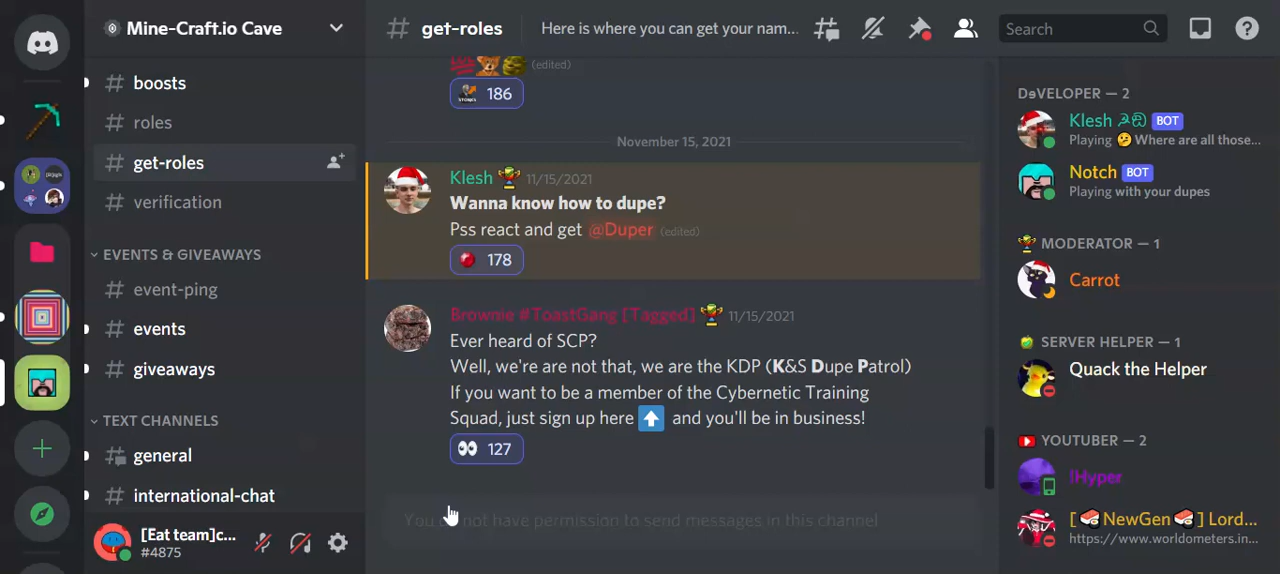 Mine-Craft.io Cave
boosts
roles
get-roles
verification
EVENTS & GIVEAWAYS
event-ping
events
giveaways
TEXT CHANNELS
general
international-chat
[Eat team]c...
#4875
get-roles
Here is where you can get your nam...
Search
(edited)
186
November 15, 2021
Klesh 11/15/2021
Wanna know how to dupe?
Pss react and get @Duper (edited)
178
Brownie #ToastGang [Tagged] 11/15/2021
Ever heard of SCP?
Well, we're are not that, we are the KDP (K&S Dupe Patrol)
If you want to be a member of the Cybernetic Training
Squad, just sign up here ⬆ and you'll be in business!
👀 127
You do not have permission to send messages in this channel
DɘVELOPER — 2
Klesh BOT
Playing 🤔 Where are all those...
Notch BOT
Playing with your dupes
MODERATOR — 1
Carrot
SERVER HELPER — 1
Quack the Helper
YOUTUBER — 2
!Hyper
[🍣NewGen🍣] Lord...
https://www.worldometers.in...